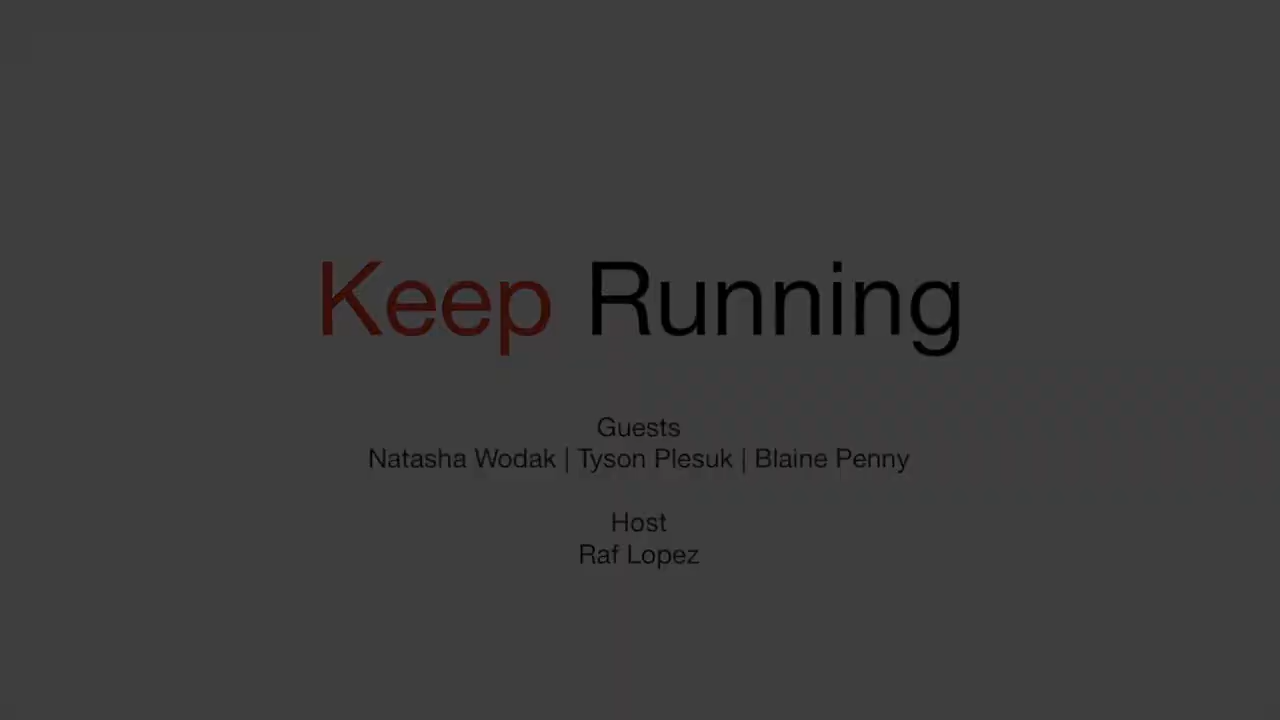 Keep Running
Guests
Natasha Wodak | Tyson Plesuk | Blaine Penny
Host
Raf Lopez